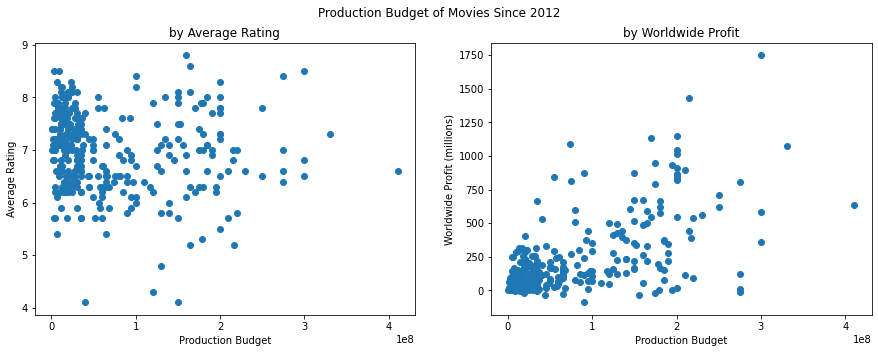 Production Budget of Movies Since 2012
by Average Rating
Average Rating
9
8
7
6
5
4
0
1
2
3
4
1e8
Production Budget
by Worldwide Profit
Worldwide Profit (millions)
1750
1500
1250
1000
750
500
250
0
0
1
2
3
4
1e8
Production Budget